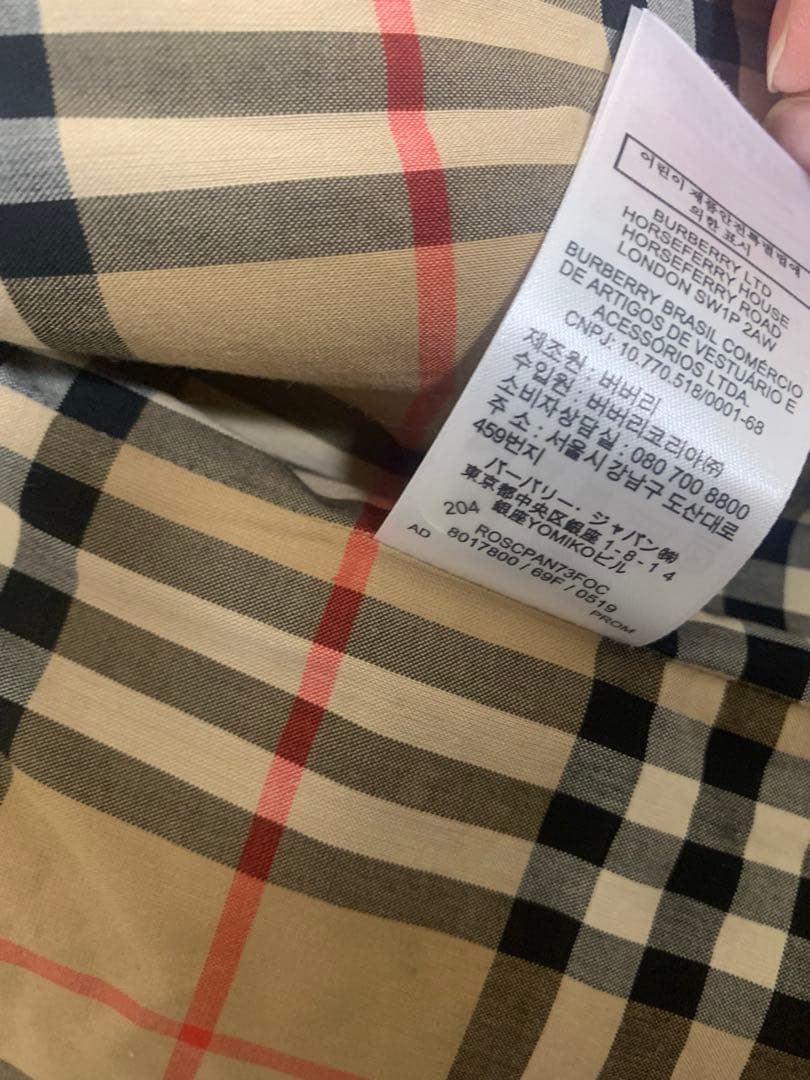 어린이 제품안전특별법에
의한 표시
BURBERRY LTD
HORSEFERRY HOUSE
HORSEFERRY ROAD
LONDON SW1P 2AW
BURBERRY BRASIL COMÉRCIO
DE ARTIGOS DE VESTUÁRIO E
ACESSÓRIOS LTDA.
CNPJ: 10.770.518/0001-68
제조원 : 버버리
수입원 : 버버리코리아㈜
소비자상담실 : 080 700 8800
주 소 : 서울시 강남구 도산대로
459번지
バーバリー・ジャパン㈱
東京都中央区銀座1-8-14
銀座YOMIKOビル
204
ROSCPAN73FOC
AD 8017800 / 69F / 0519
PROM